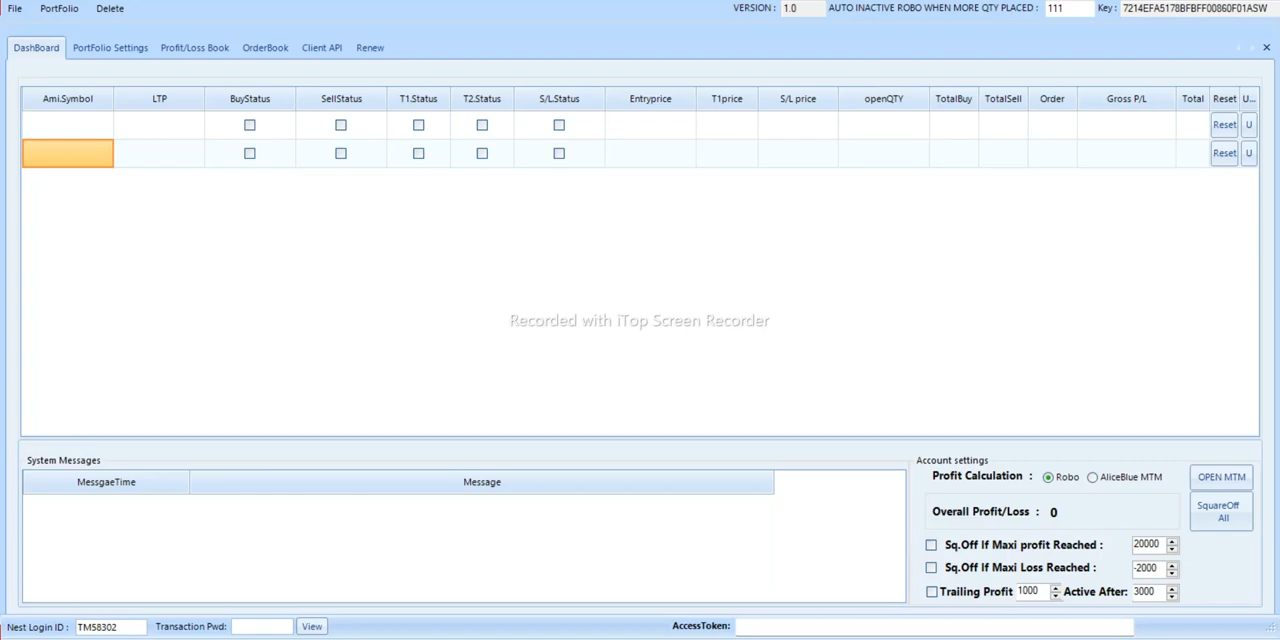 File PortFolio Delete VERSION : 1.0 AUTO INACTIVE ROBO WHEN MORE QTY PLACED : 111 Key : 7214EFA5178BFBFF00860F01ASW
DashBoard PortFolio Settings Profit/Loss Book OrderBook Client API Renew
Ami.Symbol LTP BuyStatus SellStatus T1.Status T2.Status S/L.Status Entryprice T1price S/L price openQTY TotalBuy TotalSell Order Gross P/L Total Reset U...
Reset U
Reset U
Recorded with iTop Screen Recorder
System Messages
MessgaeTime Message
Account settings
Profit Calculation : Robo AliceBlue MTM OPEN MTM
Overall Profit/Loss : 0 SquareOff
All
Sq.Off If Maxi profit Reached : 20000
Sq.Off If Maxi Loss Reached : -2000
Trailing Profit 1000 Active After: 3000
Nest Login ID : TM58302 Transaction Pwd: View AccessToken: